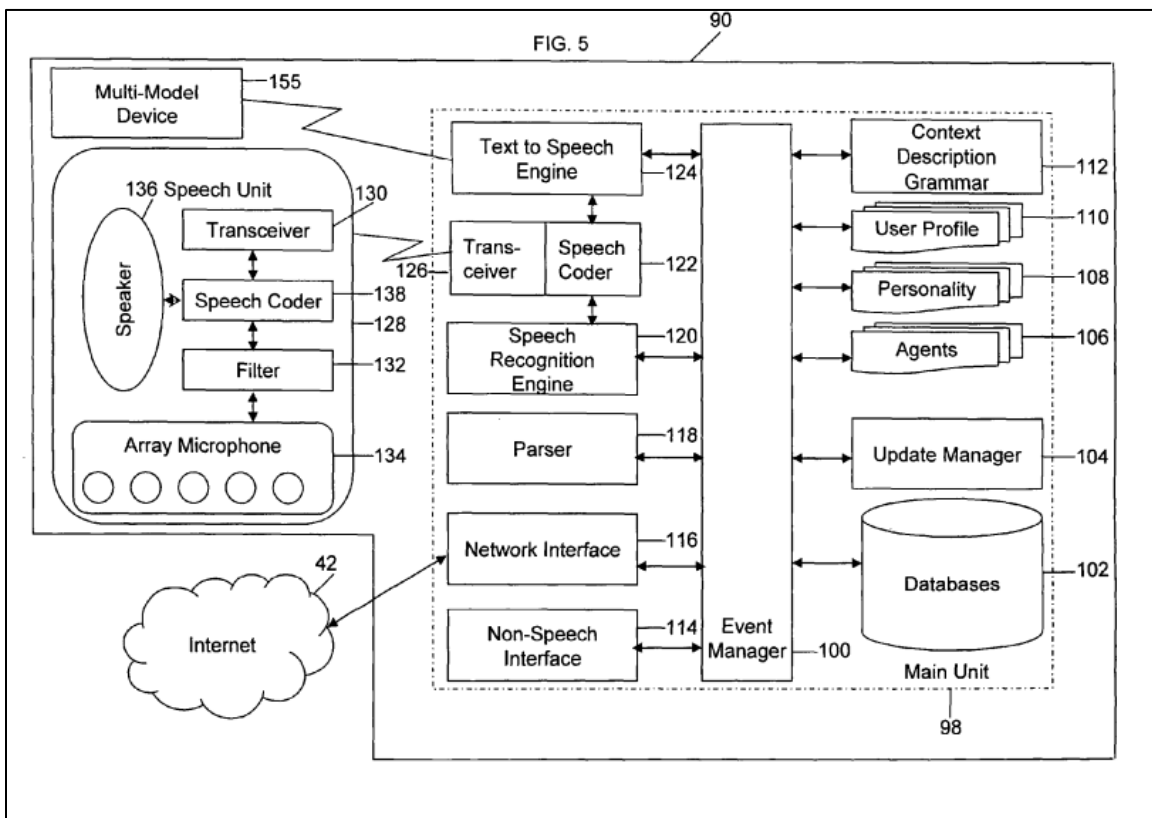 FIG. 5
90
Multi-Model
Device
155
136 Speech Unit
Speaker
Transceiver
130
Speech Coder
138
128
Filter
132
Array Microphone
134
Internet
42
Text to Speech
Engine
124
Trans-
ceiver
126
Speech
Coder
122
Speech
Recognition
Engine
120
Parser
118
Network Interface
116
Non-Speech
Interface
114
Event
Manager
100
Context
Description
Grammar
112
User Profile
110
Personality
108
Agents
106
Update Manager
104
Databases
102
Main Unit
98